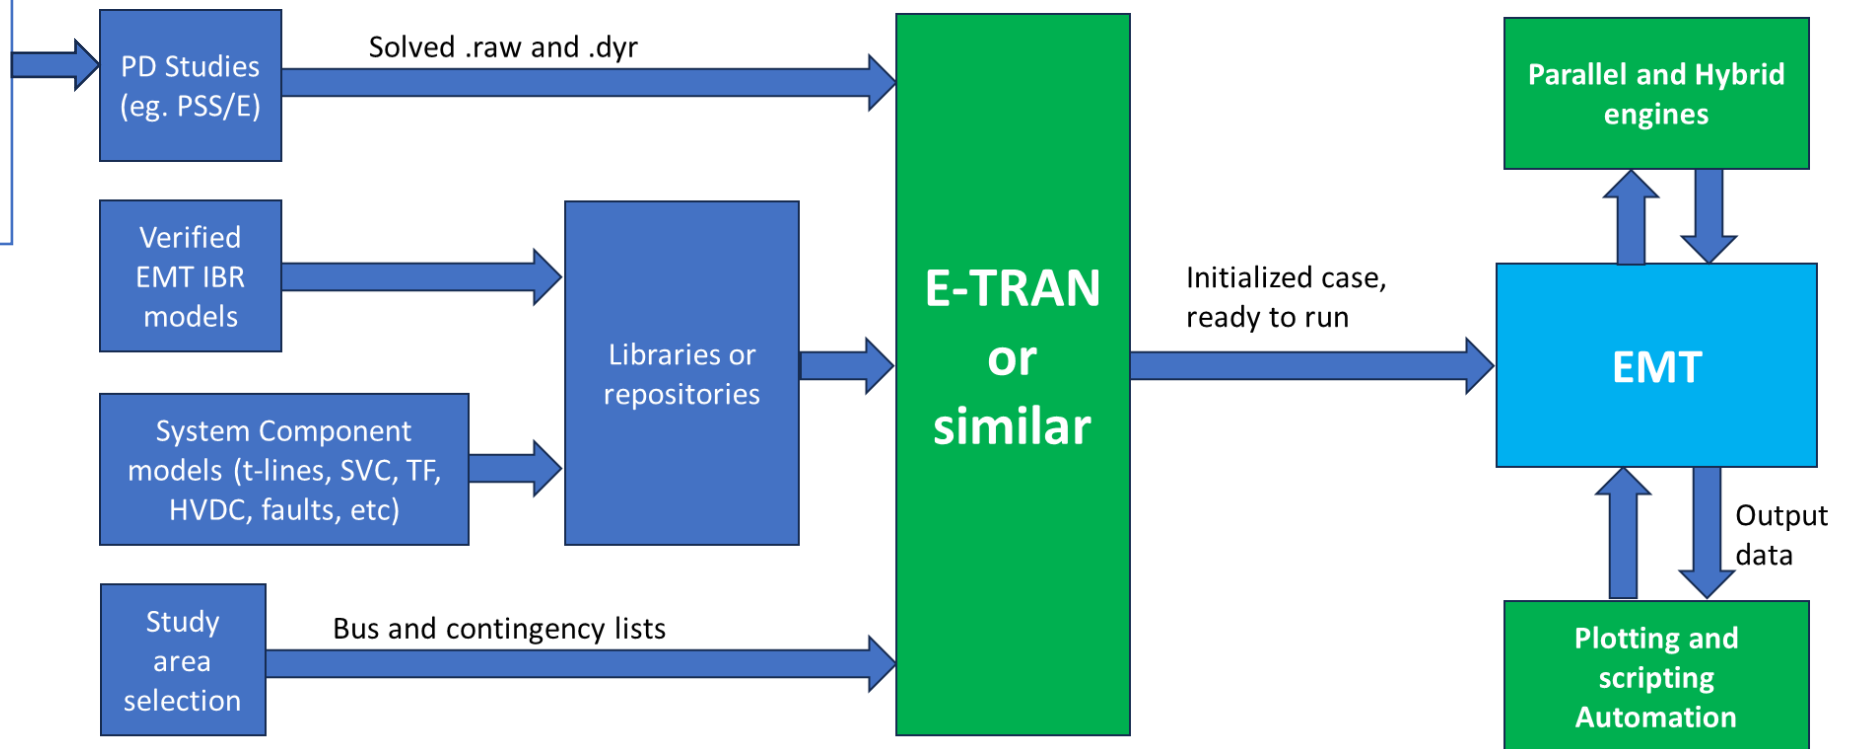 PD Studies
(eg. PSS/E)
Solved .raw and .dyr
Verified
EMT IBR
models
System Component
models (t-lines, SVC, TF,
HVDC, faults, etc)
Libraries or
repositories
Study
area
selection
Bus and contingency lists
E-TRAN
or
similar
Initialized case,
ready to run
Parallel and Hybrid
engines
EMT
Output
data
Plotting and
scripting
Automation